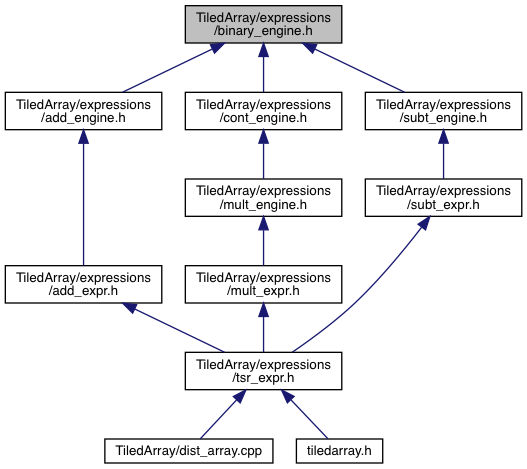 TiledArray/expressions
/binary_engine.h
TiledArray/expressions
/add_engine.h
TiledArray/expressions
/cont_engine.h
TiledArray/expressions
/subt_engine.h
TiledArray/expressions
/mult_engine.h
TiledArray/expressions
/subt_expr.h
TiledArray/expressions
/add_expr.h
TiledArray/expressions
/mult_expr.h
TiledArray/expressions
/tsr_expr.h
TiledArray/dist_array.cpp
tiledarray.h